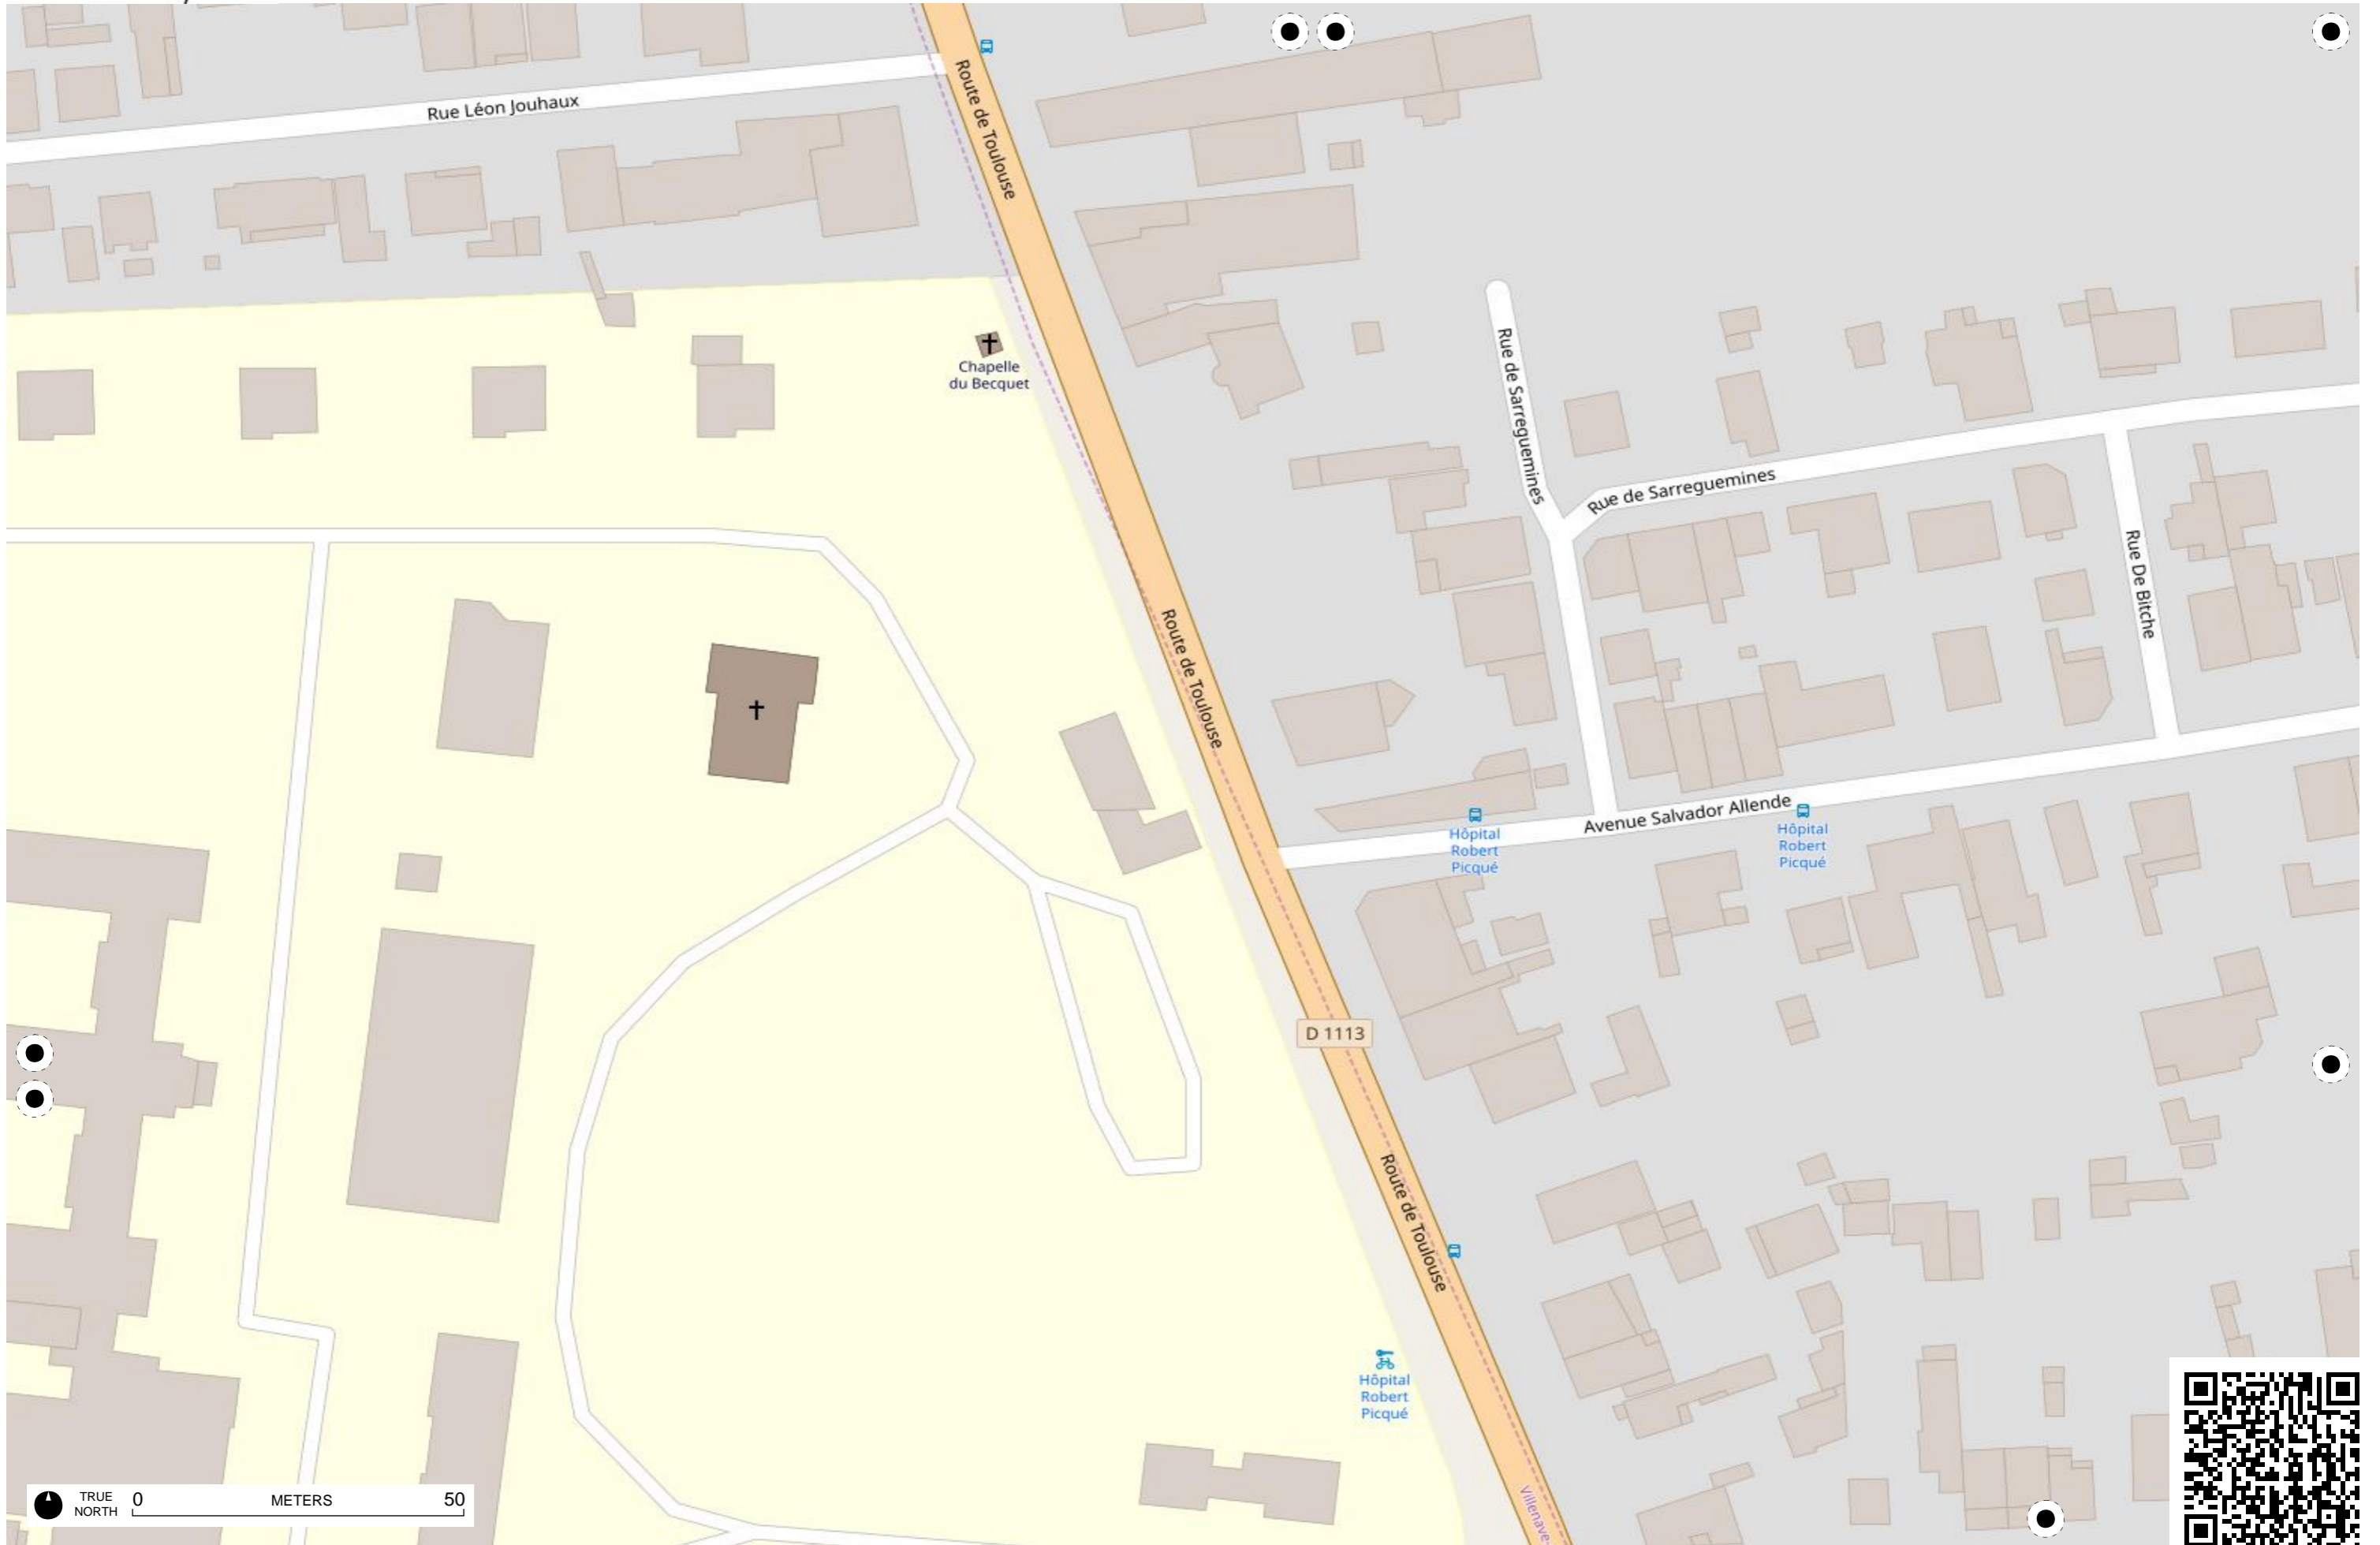 Rue Léon Jouhaux
Route de Toulouse
Chapelle
du Becquet
Rue de Sarreguemines
Rue de Sarreguemines
Rue De Bitche
Route de Toulouse
Avenue Salvador Allende
Hôpital
Robert
Picqué
Hôpital
Robert
Picqué
D 1113
Route de Toulouse
Hôpital
Robert
Picqué
Villenave
TRUE
NORTH
0
METERS
50